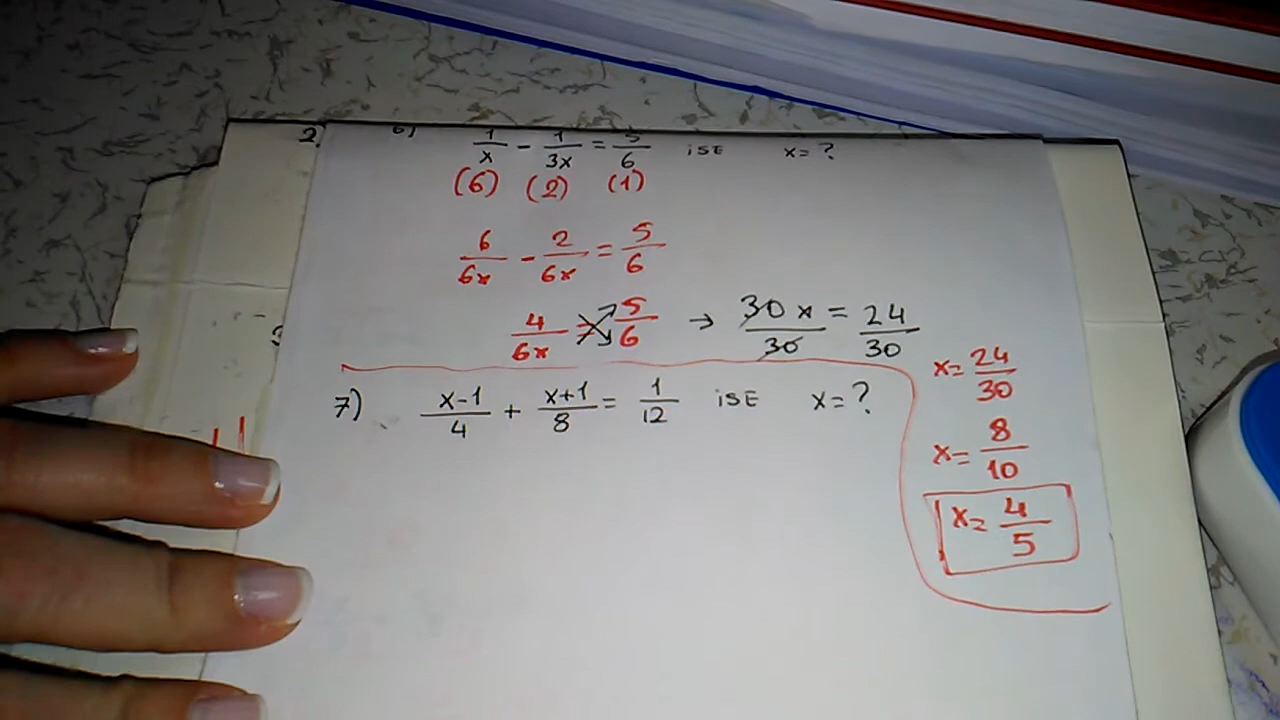 2.
6) 1/x - 1/3x = 5/6 iSE x=?
(6) (2) (1)
6/6x - 2/6x = 5/6
4/6x = 5/6 → 30x/30 = 24/30
x= 24/30
x= 8/10
x= 4/5
7) x-1/4 + x+1/8 = 1/12 iSE x=?